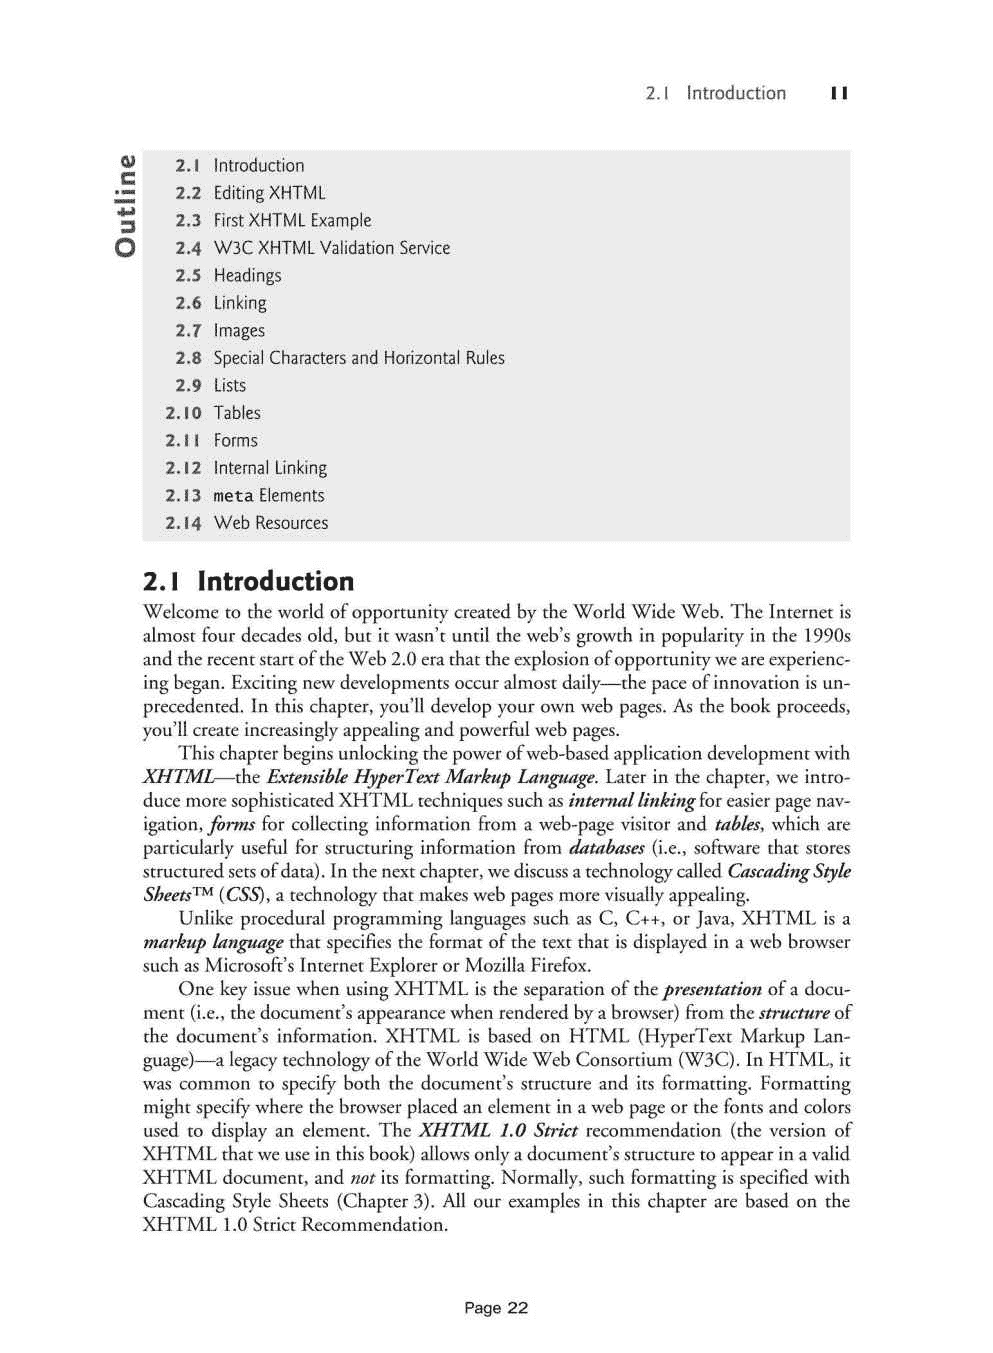 2.1 Introduction 11
Outline
2.1 Introduction
2.2 Editing XHTML
2.3 First XHTML Example
2.4 W3C XHTML Validation Service
2.5 Headings
2.6 Linking
2.7 Images
2.8 Special Characters and Horizontal Rules
2.9 Lists
2.10 Tables
2.11 Forms
2.12 Internal Linking
2.13 meta Elements
2.14 Web Resources
2.1 Introduction
Welcome to the world of opportunity created by the World Wide Web. The Internet is
almost four decades old, but it wasn't until the web's growth in popularity in the 1990s
and the recent start of the Web 2.0 era that the explosion of opportunity we are experienc-
ing began. Exciting new developments occur almost daily—the pace of innovation is un-
precedented. In this chapter, you'll develop your own web pages. As the book proceeds,
you'll create increasingly appealing and powerful web pages.
This chapter begins unlocking the power of web-based application development with
XHTML—the Extensible HyperText Markup Language. Later in the chapter, we intro-
duce more sophisticated XHTML techniques such as internal linking for easier page nav-
igation, forms for collecting information from a web-page visitor and tables, which are
particularly useful for structuring information from databases (i.e., software that stores
structured sets of data). In the next chapter, we discuss a technology called Cascading Style
Sheets™ (CSS), a technology that makes web pages more visually appealing.
Unlike procedural programming languages such as C, C++, or Java, XHTML is a
markup language that specifies the format of the text that is displayed in a web browser
such as Microsoft's Internet Explorer or Mozilla Firefox.
One key issue when using XHTML is the separation of the presentation of a docu-
ment (i.e., the document's appearance when rendered by a browser) from the structure of
the document's information. XHTML is based on HTML (HyperText Markup Lan-
guage)—a legacy technology of the World Wide Web Consortium (W3C). In HTML, it
was common to specify both the document's structure and its formatting. Formatting
might specify where the browser placed an element in a web page or the fonts and colors
used to display an element. The XHTML 1.0 Strict recommendation (the version of
XHTML that we use in this book) allows only a document's structure to appear in a valid
XHTML document, and not its formatting. Normally, such formatting is specified with
Cascading Style Sheets (Chapter 3). All our examples in this chapter are based on the
XHTML 1.0 Strict Recommendation.
Page 22